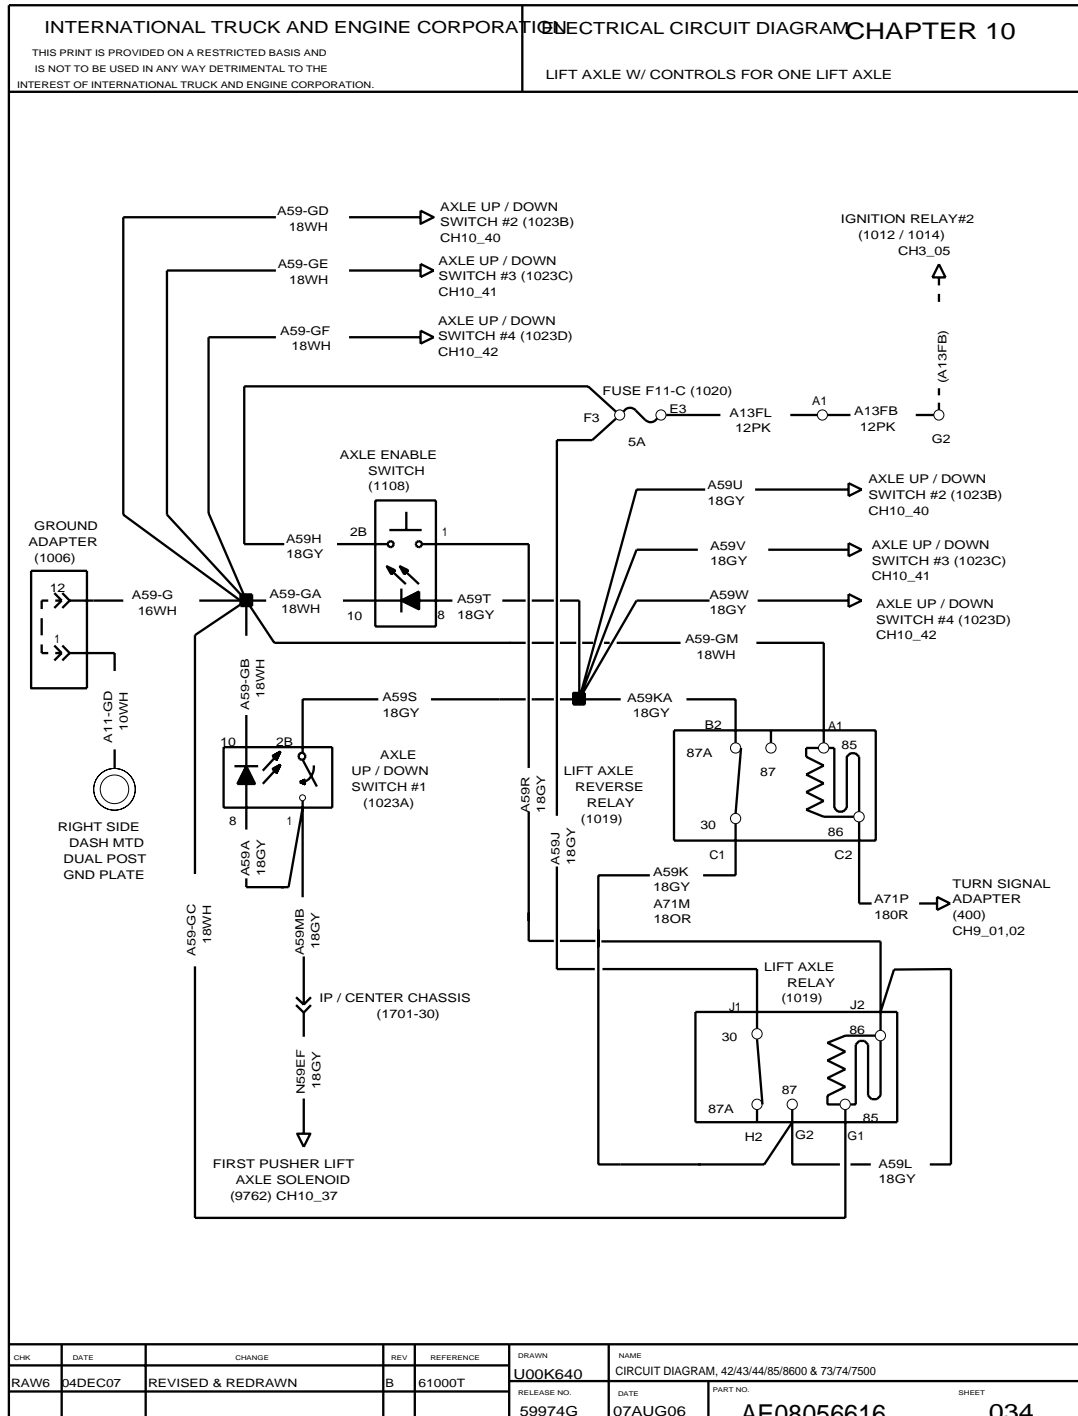 INTERNATIONAL TRUCK AND ENGINE CORPORATION
ELECTRICAL CIRCUIT DIAGRAM
CHAPTER 10
THIS PRINT IS PROVIDED ON A RESTRICTED BASIS AND
IS NOT TO BE USED IN ANY WAY DETRIMENTAL TO THE
INTEREST OF INTERNATIONAL TRUCK AND ENGINE CORPORATION.
LIFT AXLE W/ CONTROLS FOR ONE LIFT AXLE
A59-GD
18WH
AXLE UP / DOWN
SWITCH #2 (1023B)
CH10_40
A59-GE
18WH
AXLE UP / DOWN
SWITCH #3 (1023C)
CH10_41
A59-GF
18WH
AXLE UP / DOWN
SWITCH #4 (1023D)
CH10_42
IGNITION RELAY#2
(1012 / 1014)
CH3_05
(A13FB)
FUSE F11-C (1020)
F3
E3
5A
A13FL
12PK
A1
A13FB
12PK
G2
AXLE ENABLE
SWITCH
(1108)
A59H
18GY
2B
1
A59-GA
18WH
10
8
A59T
18GY
A59U
18GY
AXLE UP / DOWN
SWITCH #2 (1023B)
CH10_40
A59V
18GY
AXLE UP / DOWN
SWITCH #3 (1023C)
CH10_41
A59W
18GY
AXLE UP / DOWN
SWITCH #4 (1023D)
CH10_42
GROUND
ADAPTER
(1006)
12
1
A59-G
16WH
A11-GD
10WH
RIGHT SIDE
DASH MTD
DUAL POST
GND PLATE
A59-GM
18WH
A59-GB
18WH
A59S
18GY
A59KA
18GY
10
2B
AXLE
UP / DOWN
SWITCH #1
(1023A)
8
1
A59A
18GY
A59R
18GY
A59J
18GY
LIFT AXLE
REVERSE
RELAY
(1019)
B2
A1
87A
87
85
30
86
C1
C2
A59K
18GY
A71M
18OR
A71P
180R
TURN SIGNAL
ADAPTER
(400)
CH9_01,02
A59-GC
18WH
A59MB
18GY
IP / CENTER CHASSIS
(1701-30)
N59EF
18GY
FIRST PUSHER LIFT
AXLE SOLENOID
(9762) CH10_37
LIFT AXLE
RELAY
(1019)
J1
J2
30
86
87
87A
85
H2
G2
G1
A59L
18GY
CHK
DATE
CHANGE
REV
REFERENCE
DRAWN
NAME
RAW6
04DEC07
REVISED & REDRAWN
B
61000T
U00K640
CIRCUIT DIAGRAM, 42/43/44/85/8600 & 73/74/7500
RELEASE NO.
DATE
PART NO.
SHEET
59974G
07AUG06
AE08056616
034